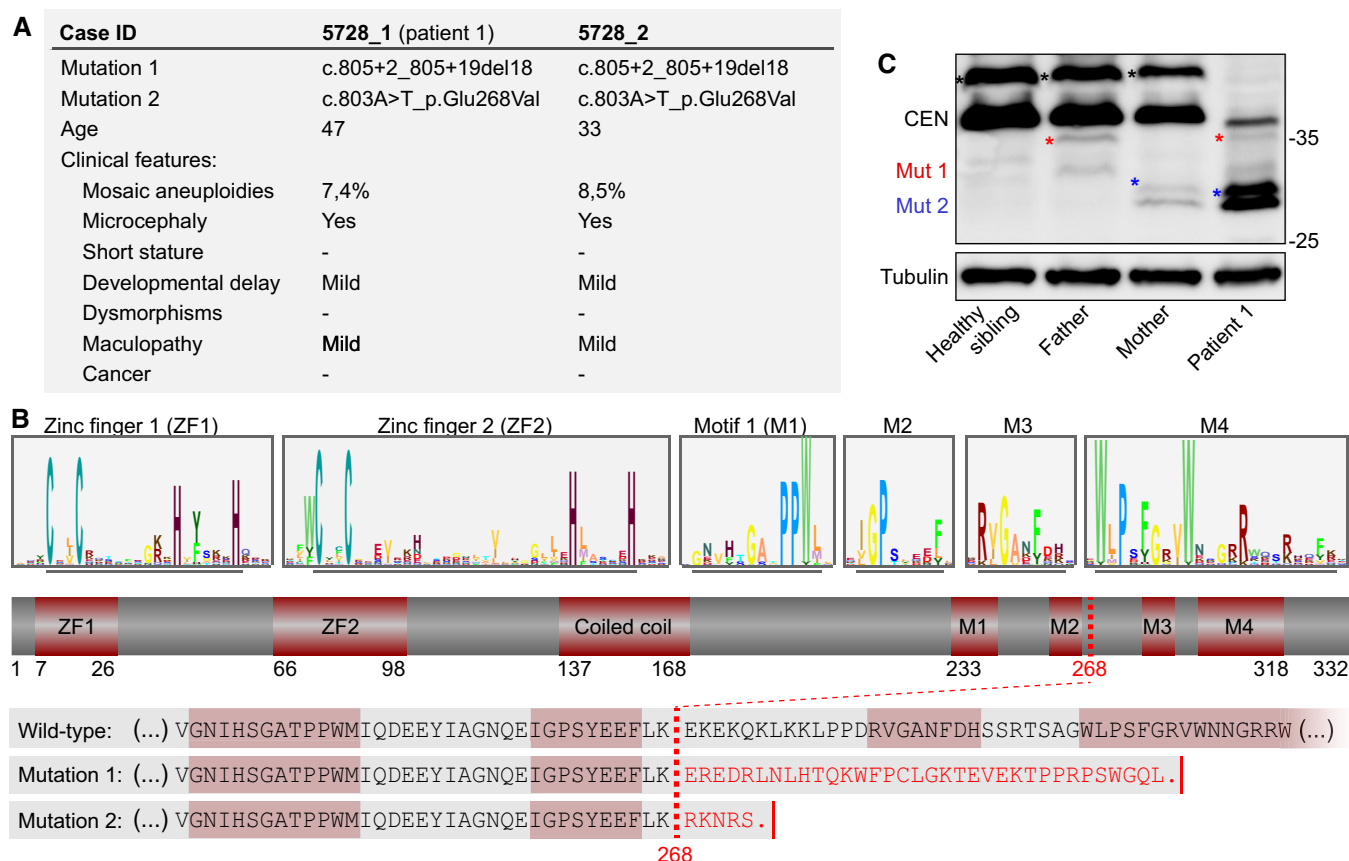 A
Case ID 5728_1 (patient 1) 5728_2
Mutation 1 c.805+2_805+19del18 c.805+2_805+19del18
Mutation 2 c.803A>T_p.Glu268Val c.803A>T_p.Glu268Val
Age 47 33
Clinical features:
Mosaic aneuploidies 7,4% 8,5%
Microcephaly Yes Yes
Short stature - -
Developmental delay Mild Mild
Dysmorphisms - -
Maculopathy Mild Mild
Cancer - -
C
* * *
CEN
* *
-35
Mut 1
* *
Mut 2
-25
Tubulin
Healthy sibling
Father
Mother
Patient 1
B
Zinc finger 1 (ZF1) Zinc finger 2 (ZF2) Motif 1 (M1) M2 M3 M4
ZF1 ZF2 Coiled coil M1 M2 M3 M4
1 7 26 66 98 137 168 233 268 318 332
Wild-type: (...) VGNIHSGATPPWMIQDEEYIAGNQEIGPSYEEFLK EKEKQKLKKLPPDRVGANFDHSSRTSAGWLPSFGRVWNNGRRW (...)
Mutation 1: (...) VGNIHSGATPPWMIQDEEYIAGNQEIGPSYEEFLK EREDRLNLHTQKWFPCLGKTEVEKTPPRPSWGQL.
Mutation 2: (...) VGNIHSGATPPWMIQDEEYIAGNQEIGPSYEEFLK RKNRS.
268